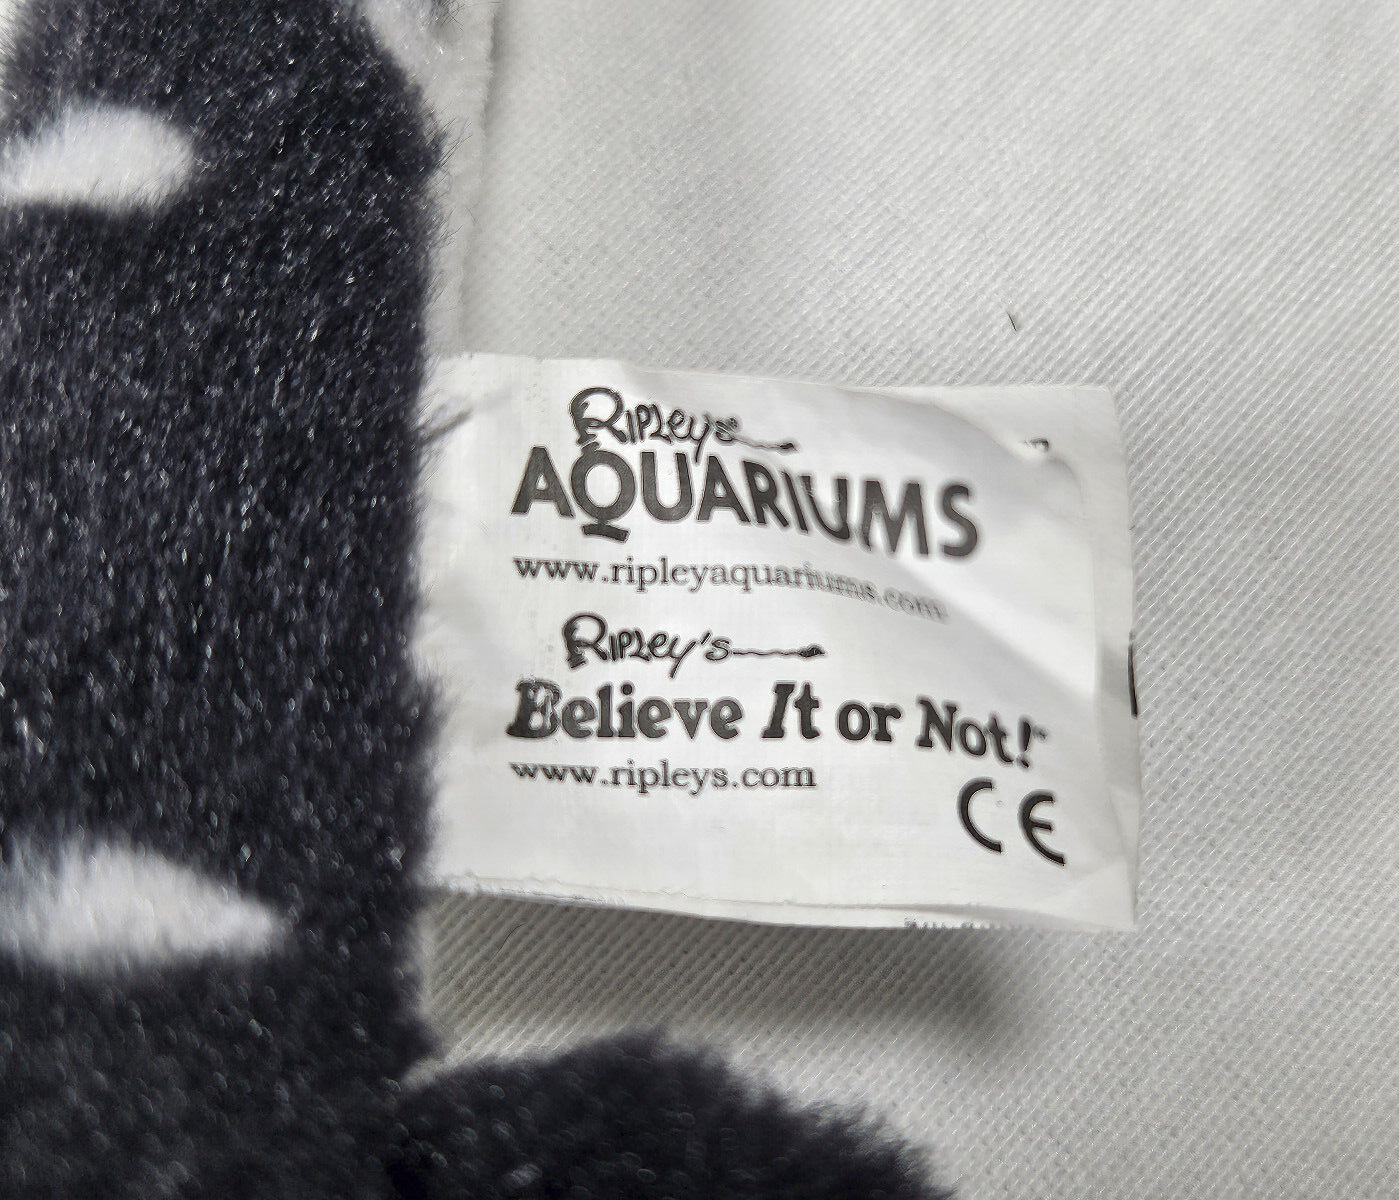 Ripley's
AQUARIUMS
www.ripleyaquariums.com
Ripley's
Believe It or Not!
www.ripleys.com
CE